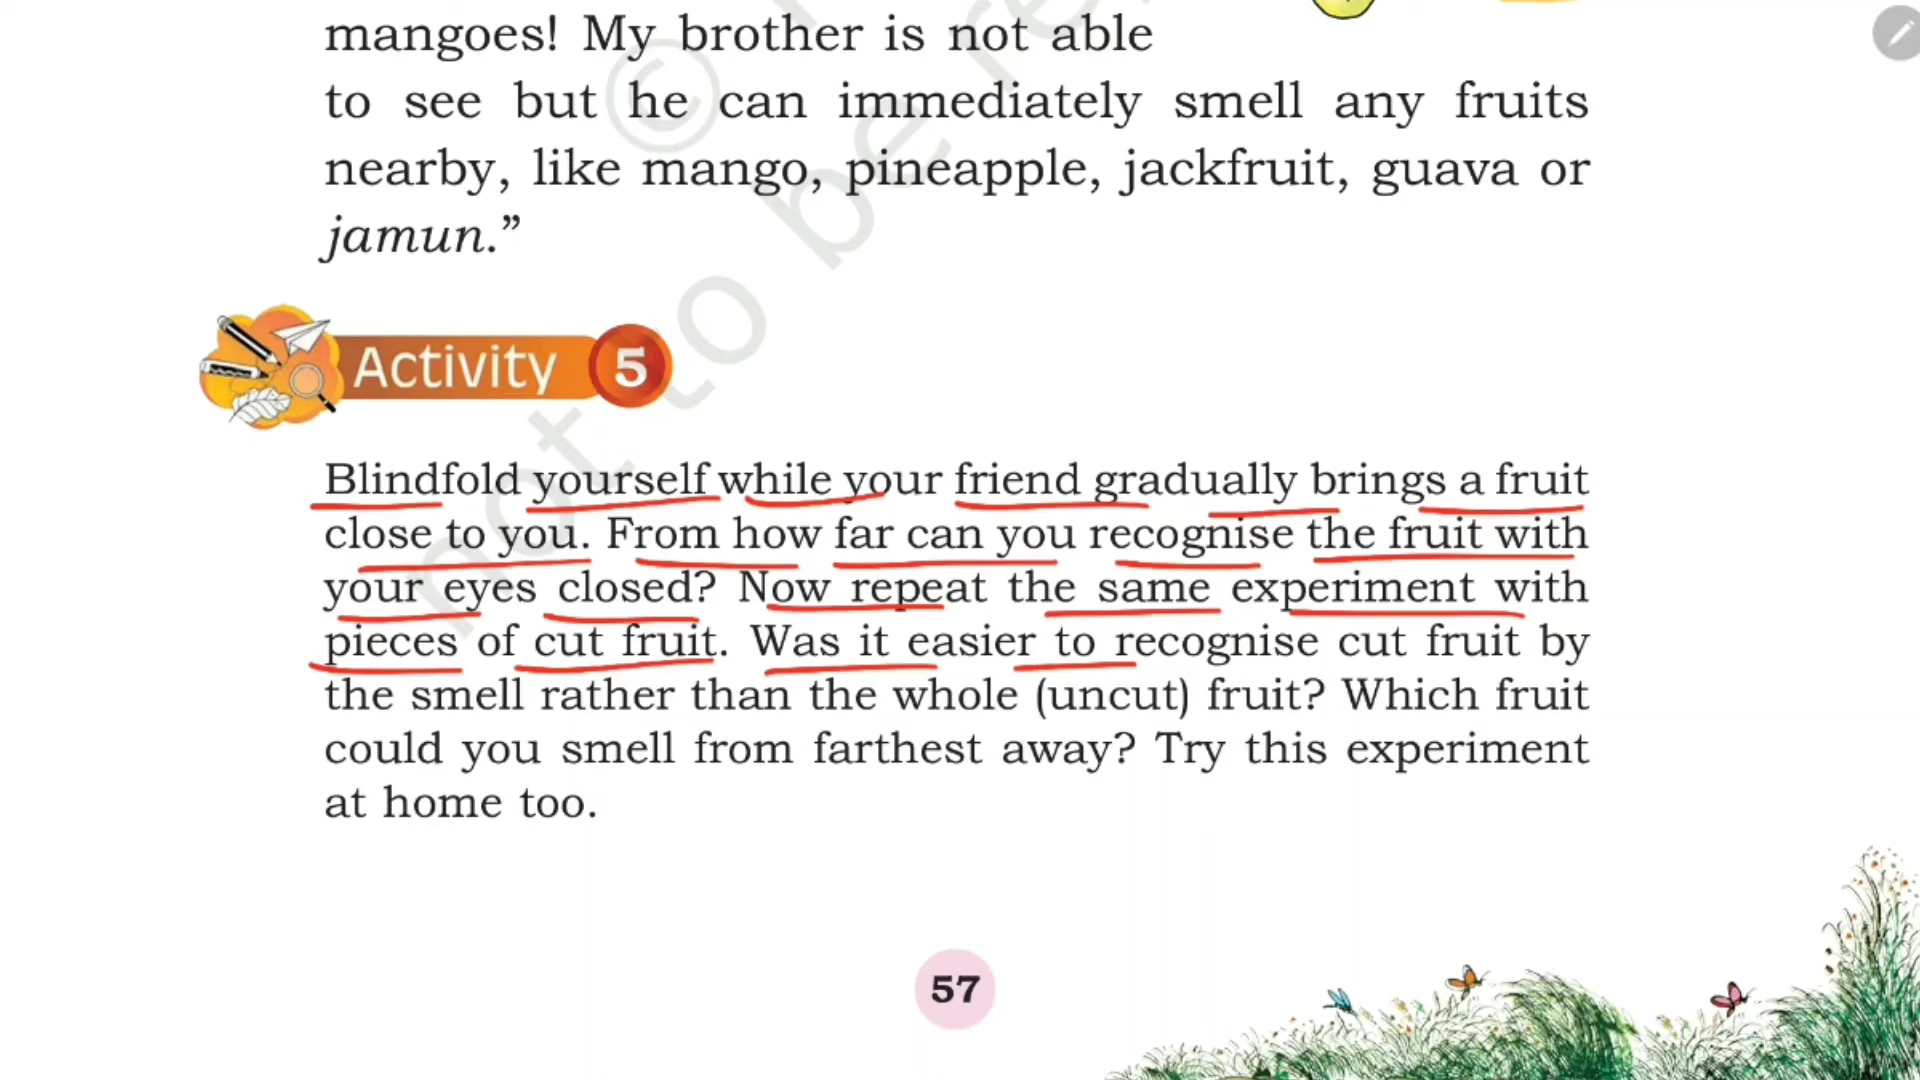 mangoes! My brother is not able
to see but he can immediately smell any fruits
nearby, like mango, pineapple, jackfruit, guava or
jamun.”
Activity 5
Blindfold yourself while your friend gradually brings a fruit
close to you. From how far can you recognise the fruit with
your eyes closed? Now repeat the same experiment with
pieces of cut fruit. Was it easier to recognise cut fruit by
the smell rather than the whole (uncut) fruit? Which fruit
could you smell from farthest away? Try this experiment
at home too.
57
© 
not to be re